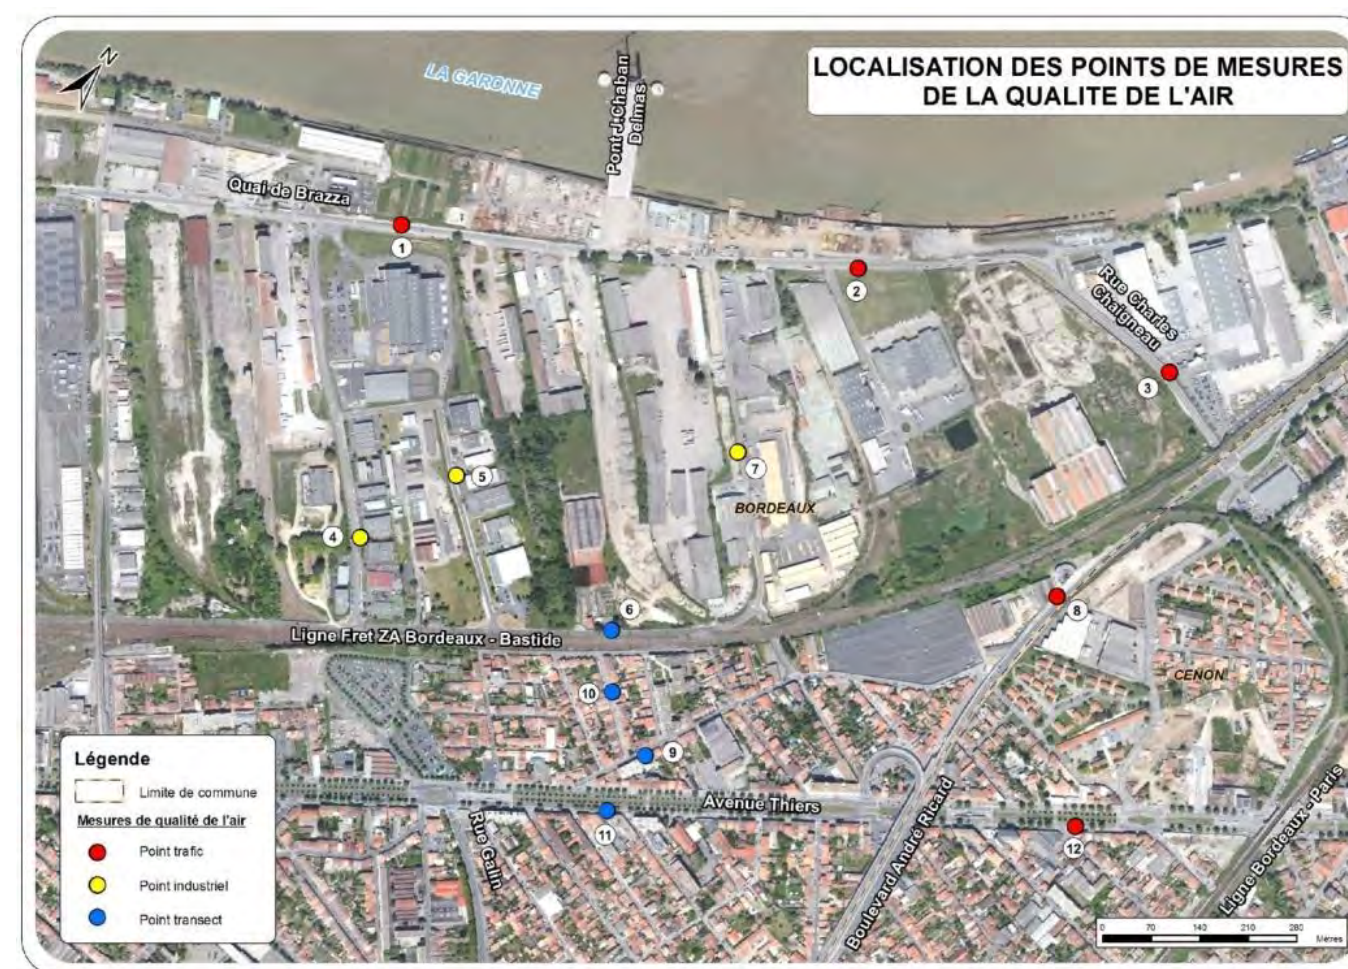 N
LA GARONNE
Pont J.Chaban
Delmas
LOCALISATION DES POINTS DE MESURES
DE LA QUALITE DE L'AIR
Quai de Brazza
1
2
Rue Charles
Chaigneau
3
5
7
BORDEAUX
4
6
8
Ligne Fret ZA Bordeaux - Bastide
10
CENON
9
Légende
Limite de commune
Mesures de qualité de l'air
Point trafic
Point industriel
Point transect
Avenue Thiers
11
Rue Galin
Boulevard André Ricard
12
Ligne Bordeaux - Paris
0 70 140 210 280
Mètres